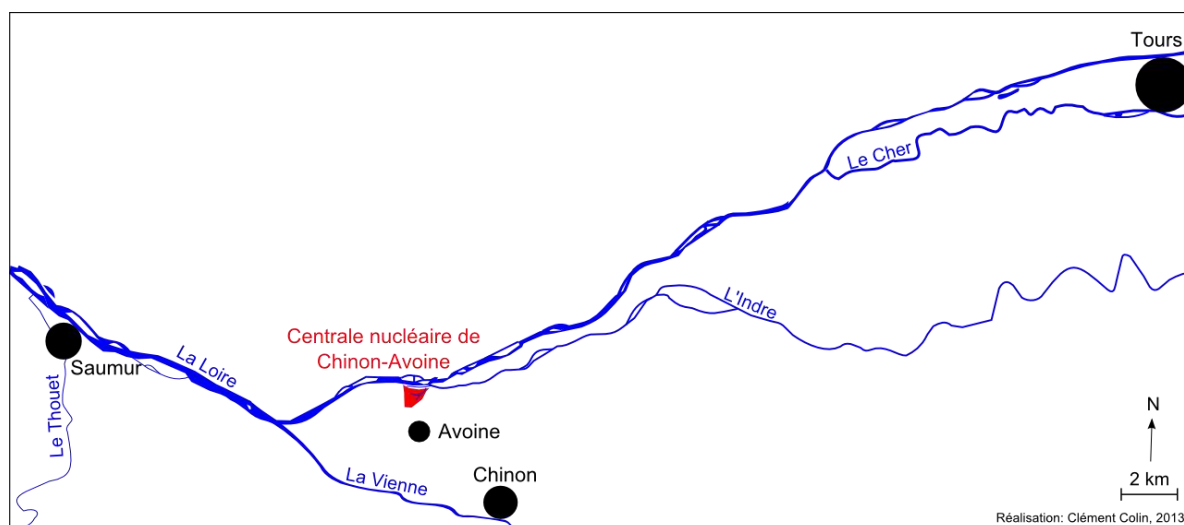 Tours
Le Cher
L'Indre
Centrale nucléaire de
Chinon-Avoine
La Loire
Saumur
Le Thouet
Avoine
Chinon
La Vienne
N
2 km
Réalisation: Clément Colin, 2013